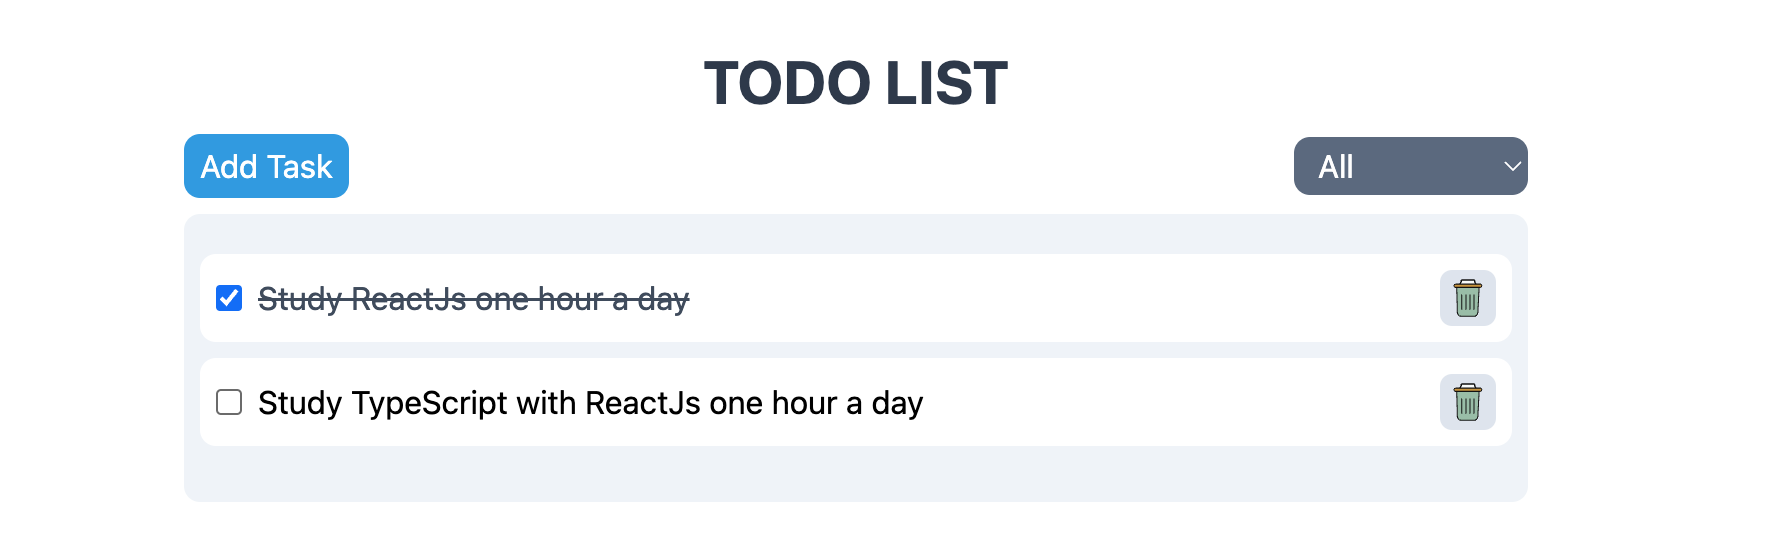 TODO LIST
Add Task
All
Study ReactJs one hour a day
Study TypeScript with ReactJs one hour a day